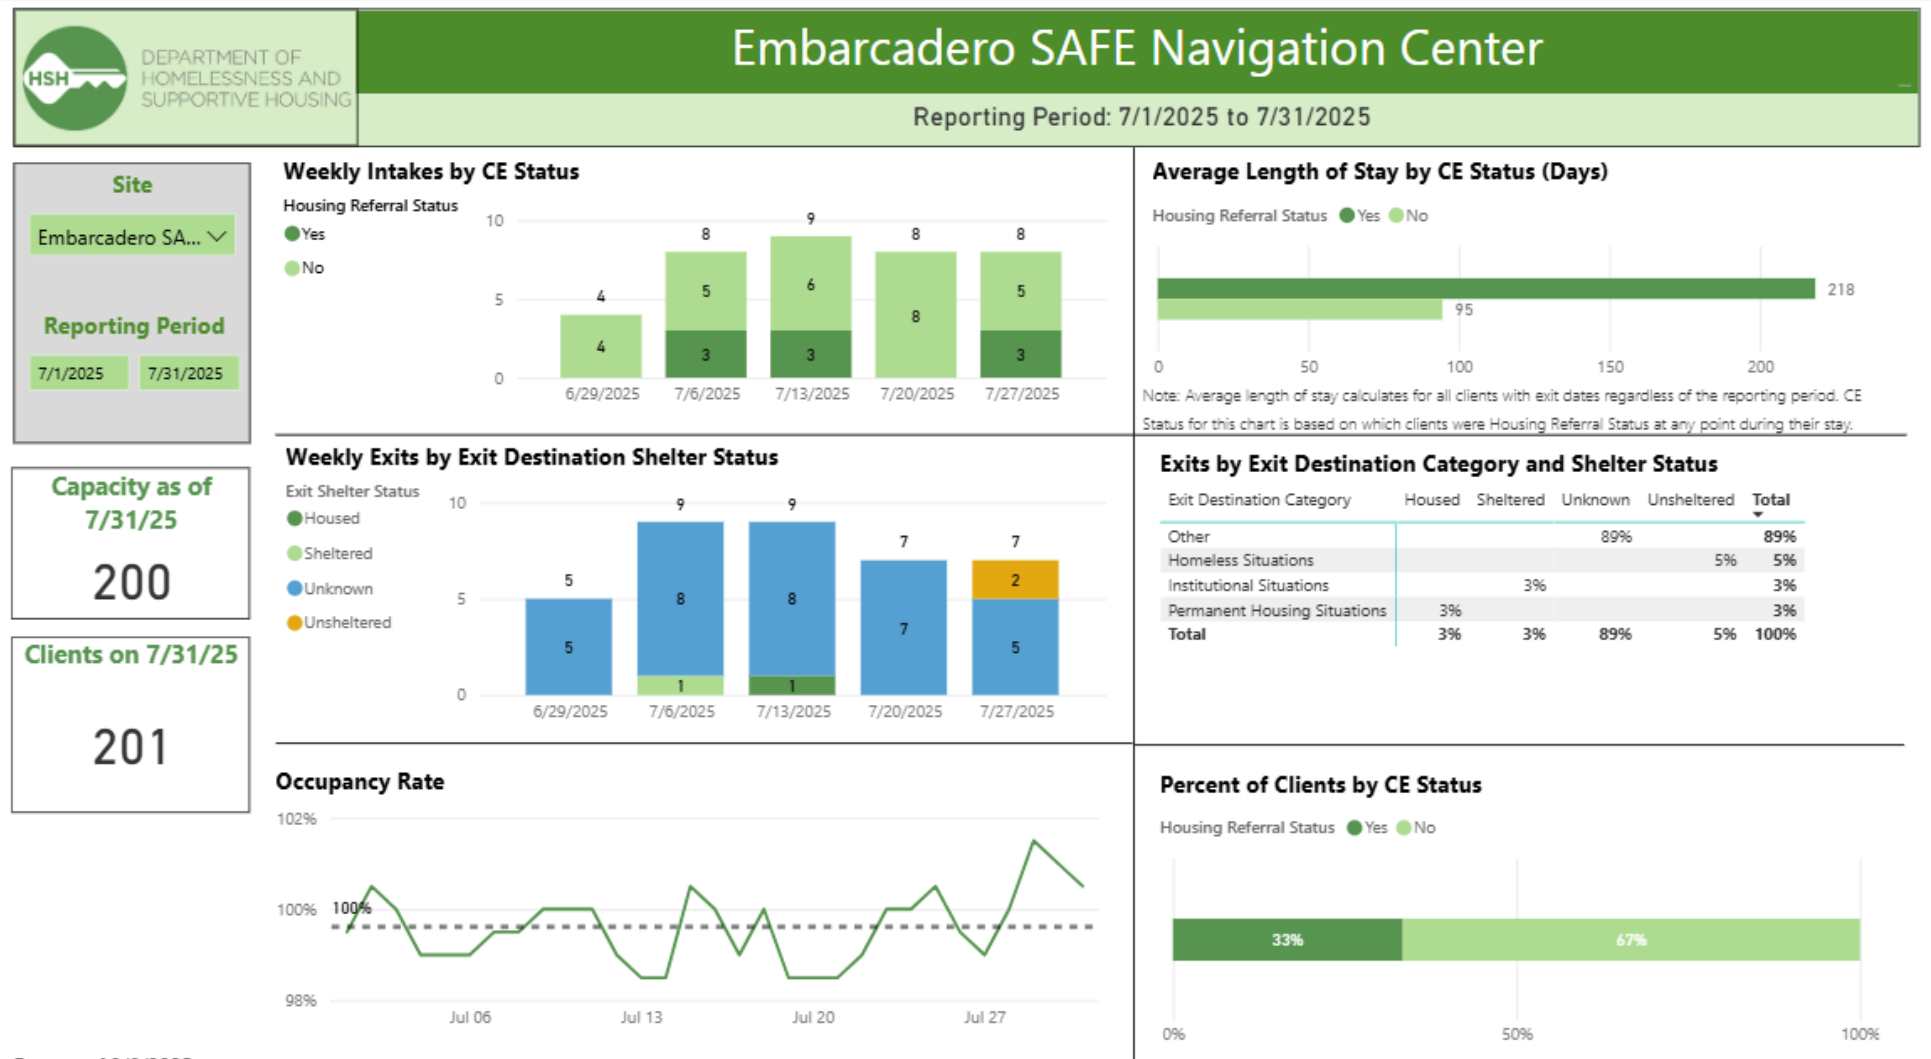 HSH
DEPARTMENT OF
HOMELESSNESS AND
SUPPORTIVE HOUSING
Embarcadero SAFE Navigation Center
Reporting Period: 7/1/2025 to 7/31/2025
Site
Embarcadero SA...
Reporting Period
7/1/2025 7/31/2025
Capacity as of
7/31/25
200
Clients on 7/31/25
201
Weekly Intakes by CE Status
Housing Referral Status
Yes
No
10
5
0
4
4
8
5
3
9
6
3
8
8
8
5
3
6/29/2025 7/6/2025 7/13/2025 7/20/2025 7/27/2025
Average Length of Stay by CE Status (Days)
Housing Referral Status Yes No
218
95
0 50 100 150 200
Note: Average length of stay calculates for all clients with exit dates regardless of the reporting period. CE
Status for this chart is based on which clients were Housing Referral Status at any point during their stay.
Weekly Exits by Exit Destination Shelter Status
Exit Shelter Status
Housed
Sheltered
Unknown
Unsheltered
10
5
0
5
5
9
8
1
9
8
1
7
7
7
2
5
6/29/2025 7/6/2025 7/13/2025 7/20/2025 7/27/2025
Exits by Exit Destination Category and Shelter Status
Exit Destination Category Housed Sheltered Unknown Unsheltered Total
Other 89% 89%
Homeless Situations 5% 5%
Institutional Situations 3% 3%
Permanent Housing Situations 3% 3%
Total 3% 3% 89% 5% 100%
Occupancy Rate
102%
100%
98%
100%
Jul 06 Jul 13 Jul 20 Jul 27
Percent of Clients by CE Status
Housing Referral Status Yes No
33% 67%
0% 50% 100%